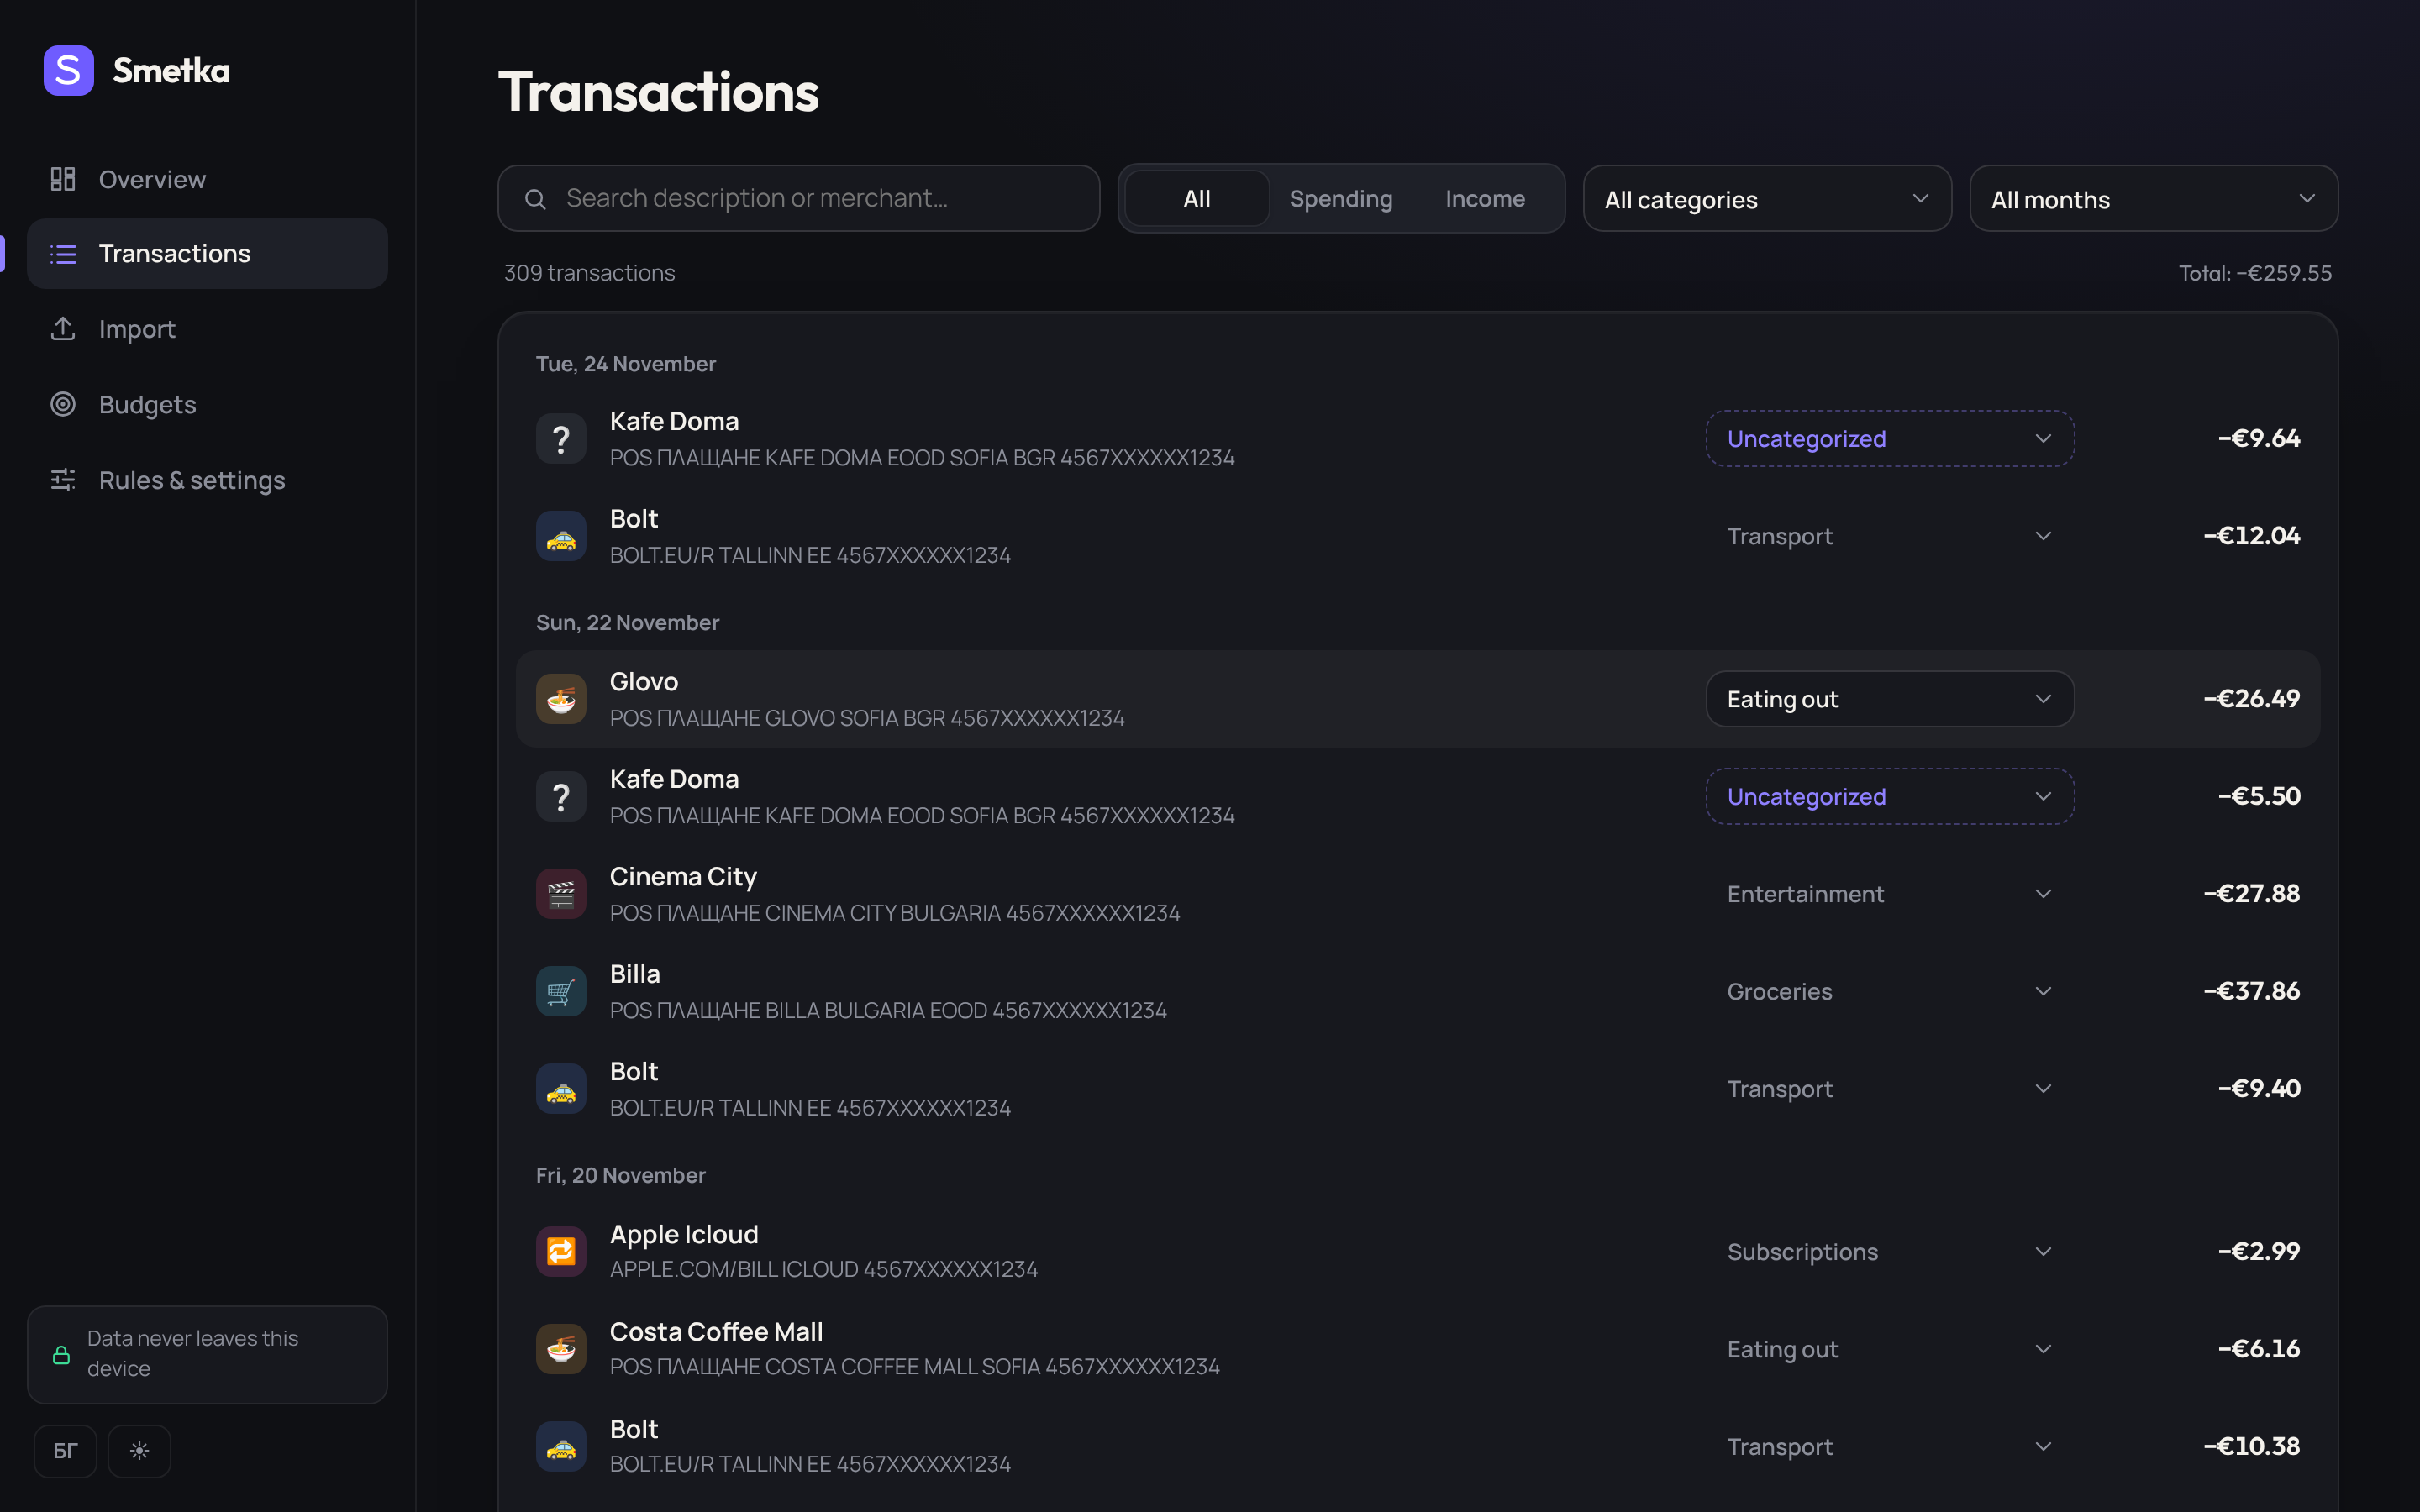 S Smetka
Overview
Transactions
Import
Budgets
Rules & settings
Data never leaves this
device
БГ
Transactions
Search description or merchant…
All
Spending
Income
All categories
All months
309 transactions
Total: −€259.55
Tue, 24 November
?
Kafe Doma
POS ПЛАЩАНЕ KAFE DOMA EOOD SOFIA BGR 4567XXXXXX1234
Uncategorized
−€9.64
Bolt
BOLT.EU/R TALLINN EE 4567XXXXXX1234
Transport
−€12.04
Sun, 22 November
Glovo
POS ПЛАЩАНЕ GLOVO SOFIA BGR 4567XXXXXX1234
Eating out
−€26.49
?
Kafe Doma
POS ПЛАЩАНЕ KAFE DOMA EOOD SOFIA BGR 4567XXXXXX1234
Uncategorized
−€5.50
Cinema City
POS ПЛАЩАНЕ CINEMA CITY BULGARIA 4567XXXXXX1234
Entertainment
−€27.88
Billa
POS ПЛАЩАНЕ BILLA BULGARIA EOOD 4567XXXXXX1234
Groceries
−€37.86
Bolt
BOLT.EU/R TALLINN EE 4567XXXXXX1234
Transport
−€9.40
Fri, 20 November
Apple Icloud
APPLE.COM/BILL ICLOUD 4567XXXXXX1234
Subscriptions
−€2.99
Costa Coffee Mall
POS ПЛАЩАНЕ COSTA COFFEE MALL SOFIA 4567XXXXXX1234
Eating out
−€6.16
Bolt
BOLT.EU/R TALLINN EE 4567XXXXXX1234
Transport
−€10.38